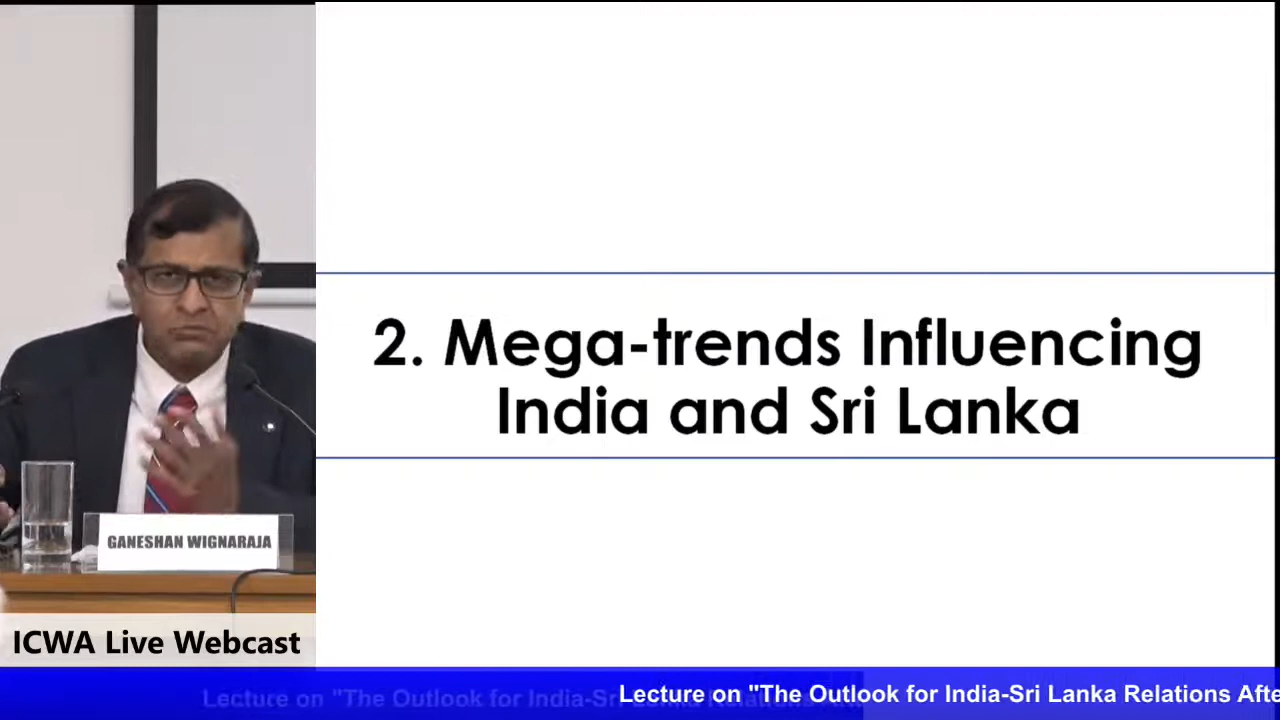 2. Mega-trends Influencing
India and Sri Lanka
GANESHAN WIGNARAJA
ICWA Live Webcast
Lecture on "The Outlook for India-Sri Lanka Relations Afte